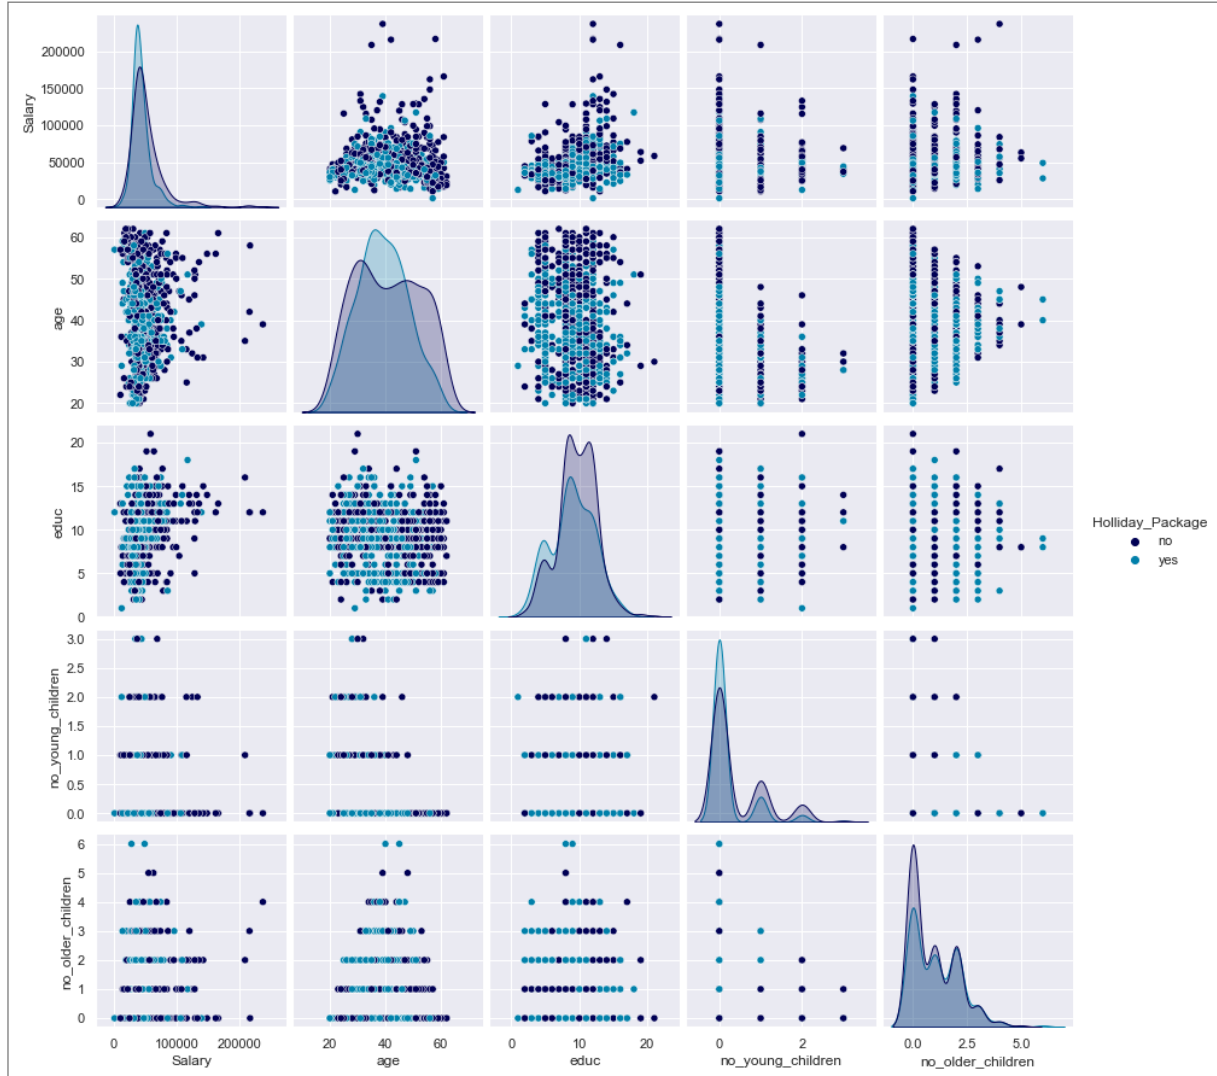 200000
150000
100000
50000
0
Salary
60
50
40
30
20
age
20
15
10
5
0
educ
3.0
2.5
2.0
1.5
1.0
0.5
0.0
no_young_children
6
5
4
3
2
1
0
no_older_children
0 100000 200000
Salary
20 40 60
age
0 10 20
educ
0 2
no_young_children
0.0 2.5 5.0
no_older_children
Holliday_Package
no
yes